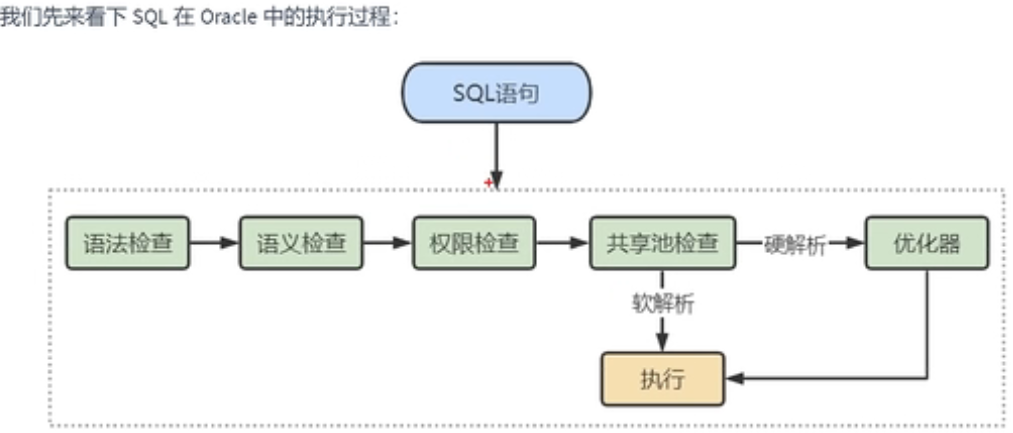 我们先来看下 SQL 在 Oracle 中的执行过程：
SQL语句
语法检查
语义检查
权限检查
共享池检查
硬解析
优化器
软解析
执行